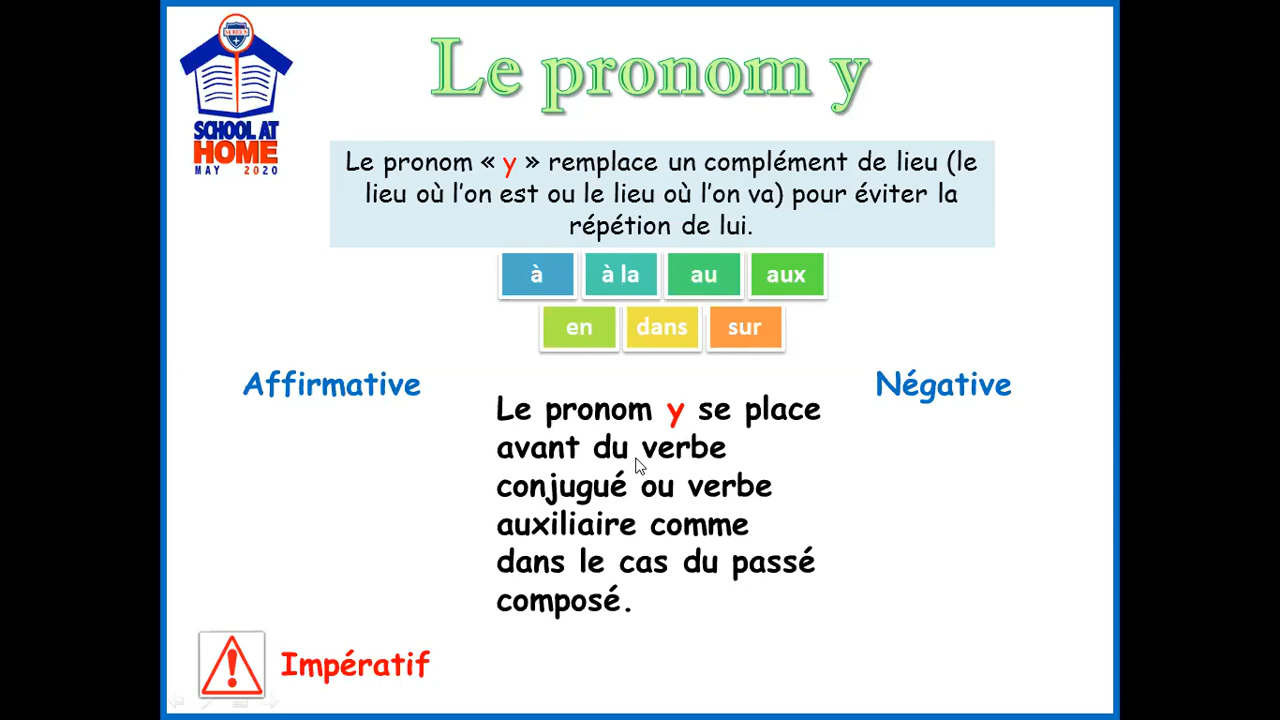 SCHOOL AT
HOME
MAY 2020
Le pronom y
Le pronom « y » remplace un complément de lieu (le
lieu où l'on est ou le lieu où l'on va) pour éviter la
répétion de lui.
à à la au aux
en dans sur
Affirmative
Négative
Le pronom y se place
avant du verbe
conjugué ou verbe
auxiliaire comme
dans le cas du passé
composé.
Impératif